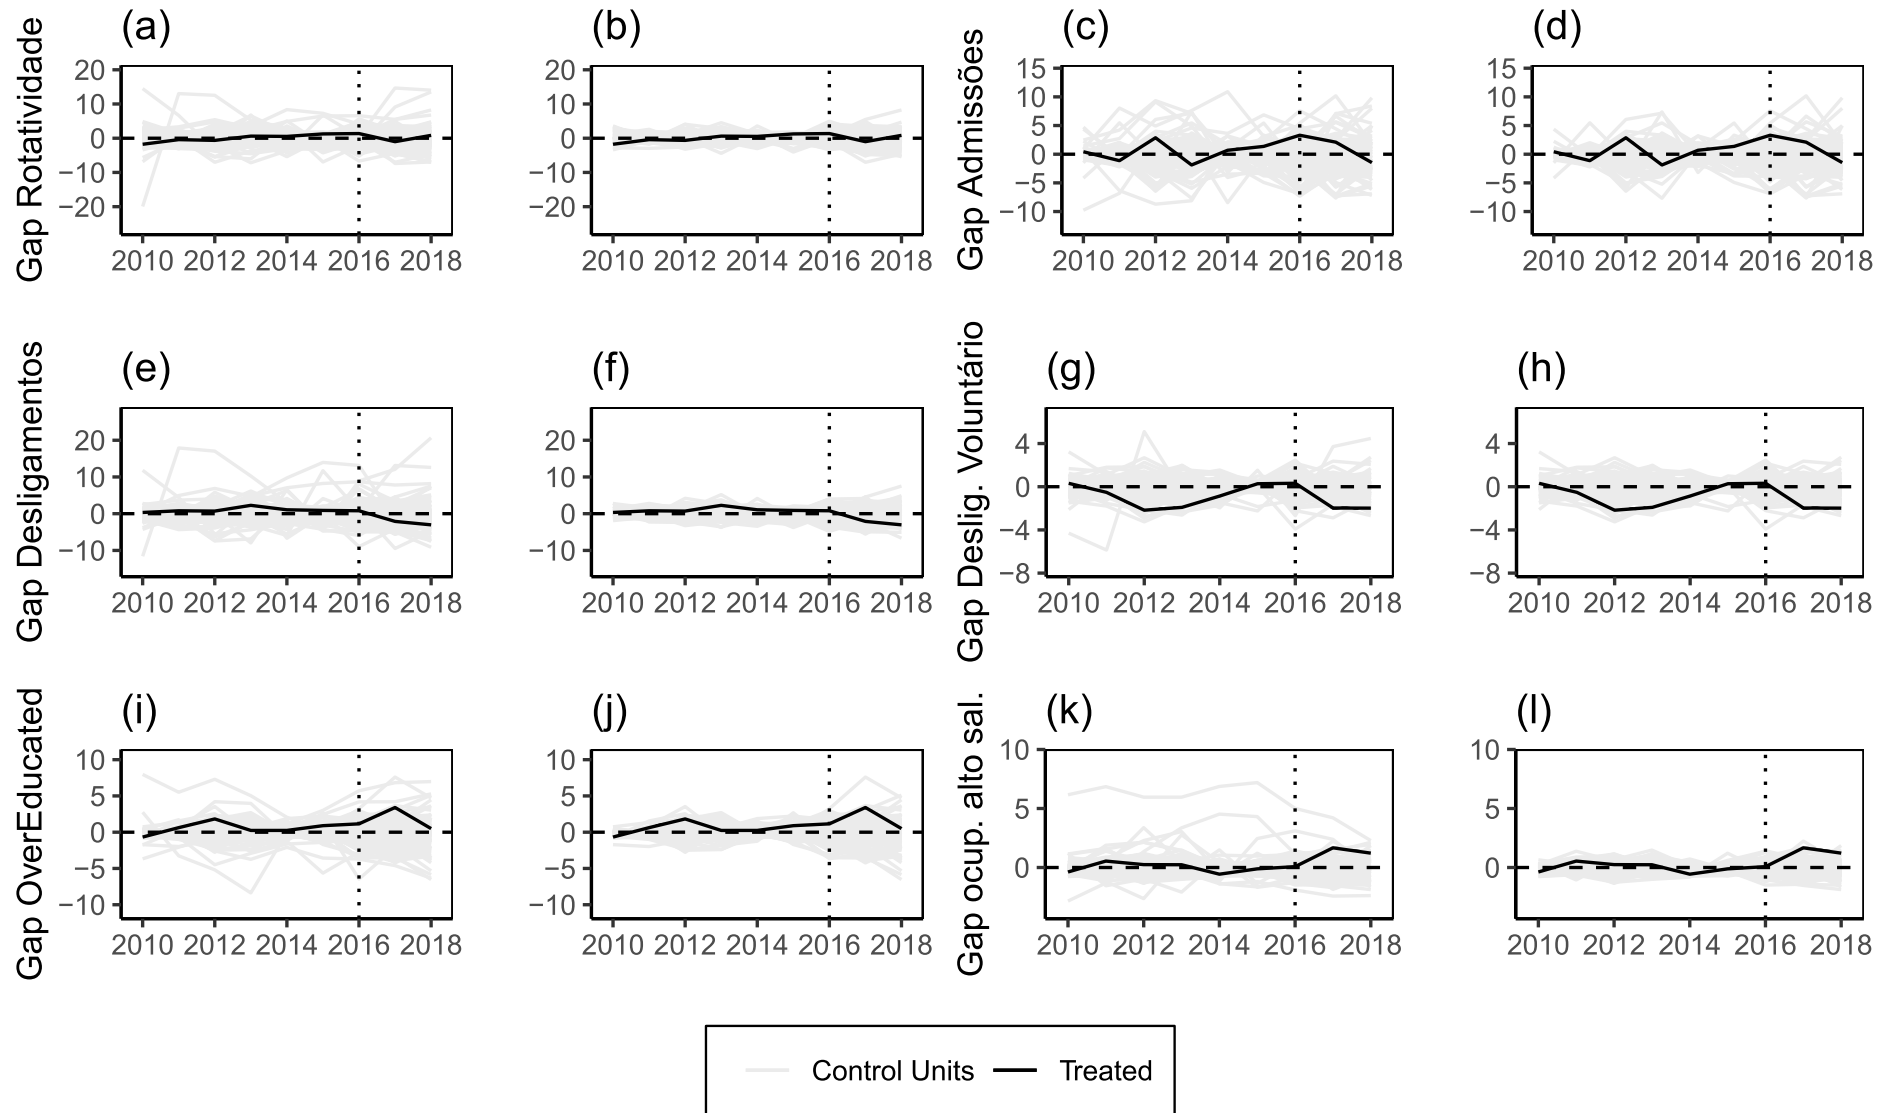 (a) (b) (c) (d)
Gap Rotatividade
20
10
0
−10
−20
2010 2012 2014 2016 2018
20
10
0
−10
−20
2010 2012 2014 2016 2018
Gap Admissões
15
10
5
0
−5
−10
2010 2012 2014 2016 2018
15
10
5
0
−5
−10
2010 2012 2014 2016 2018
(e) (f) (g) (h)
Gap Desligamentos
20
10
0
−10
2010 2012 2014 2016 2018
20
10
0
−10
2010 2012 2014 2016 2018
Gap Deslig. Voluntário
4
0
−4
−8
2010 2012 2014 2016 2018
4
0
−4
−8
2010 2012 2014 2016 2018
(i) (j) (k) (l)
Gap OverEducated
10
5
0
−5
−10
2010 2012 2014 2016 2018
10
5
0
−5
−10
2010 2012 2014 2016 2018
Gap ocup. alto sal.
10
5
0
2010 2012 2014 2016 2018
10
5
0
2010 2012 2014 2016 2018
Control Units Treated